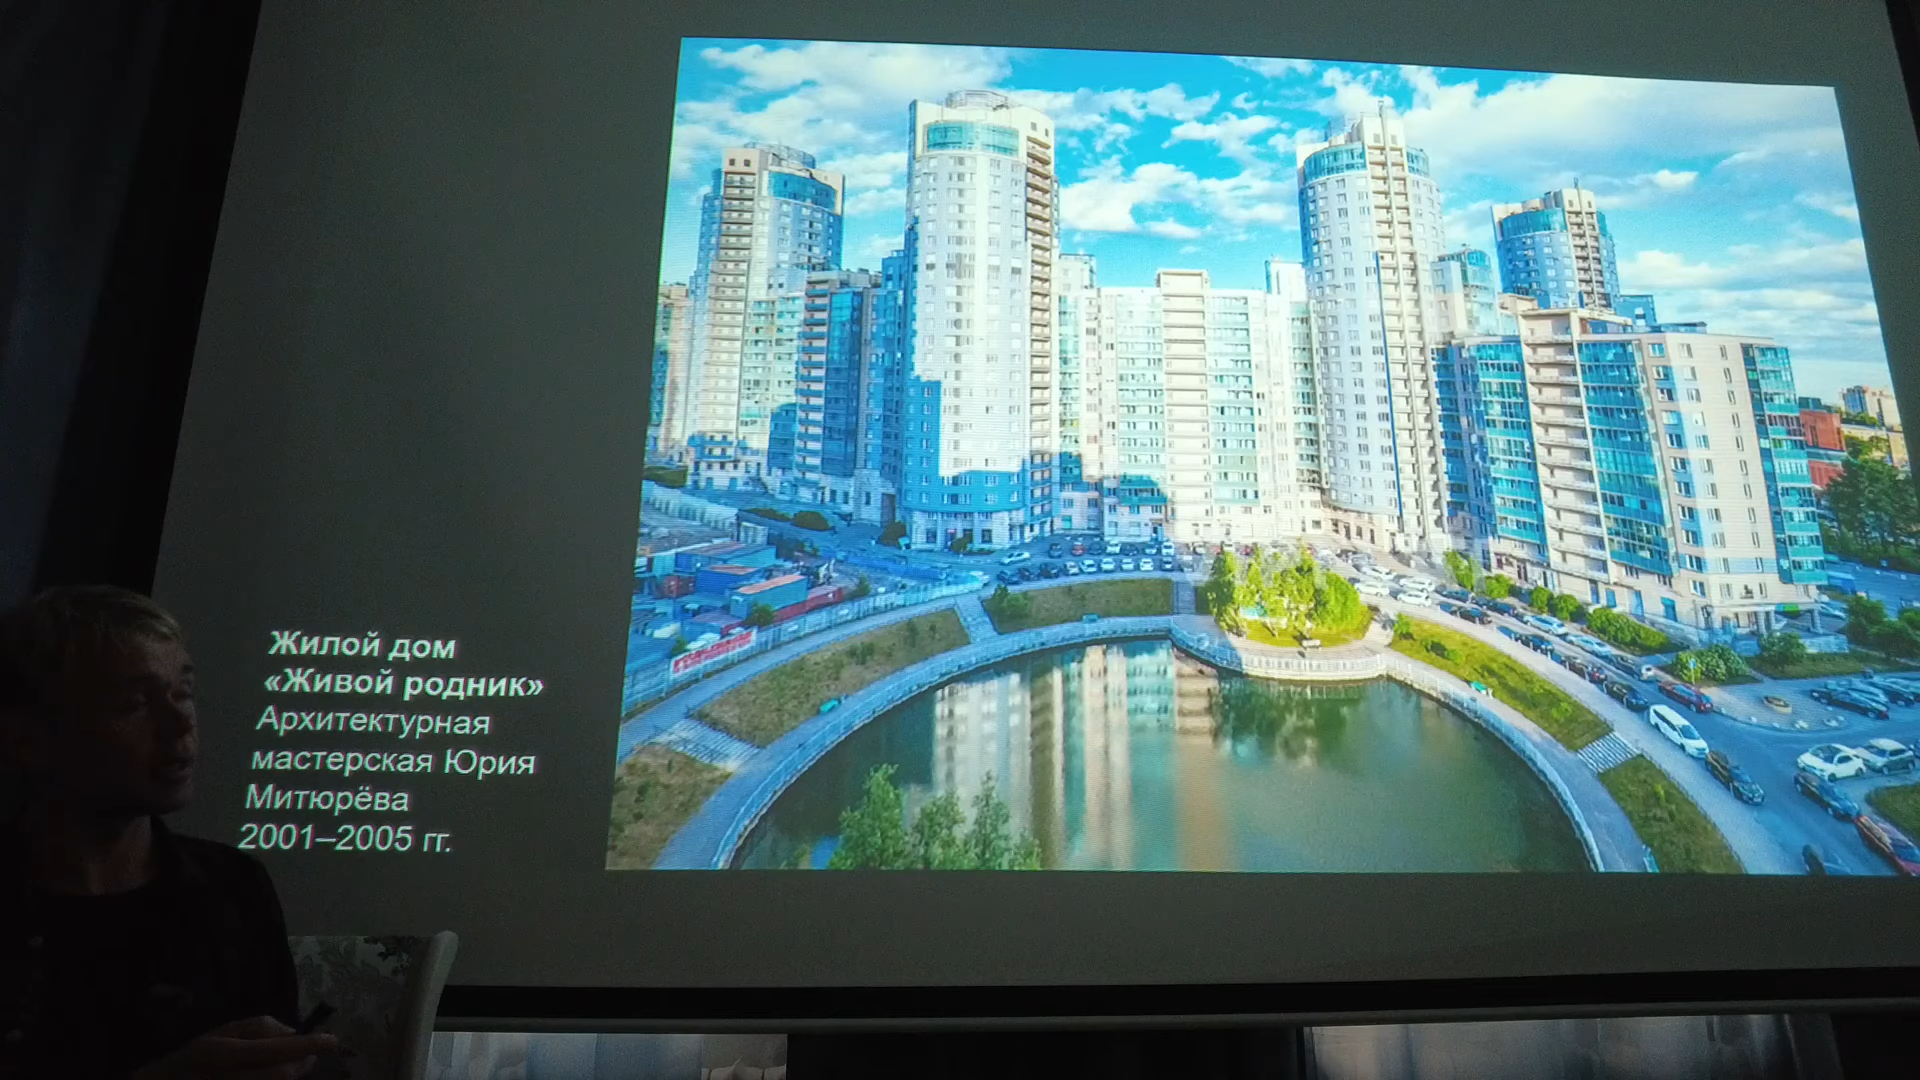 Жилой дом
«Живой родник»
Архитектурная
мастерская Юрия
Митюрёва
2001–2005 гг.